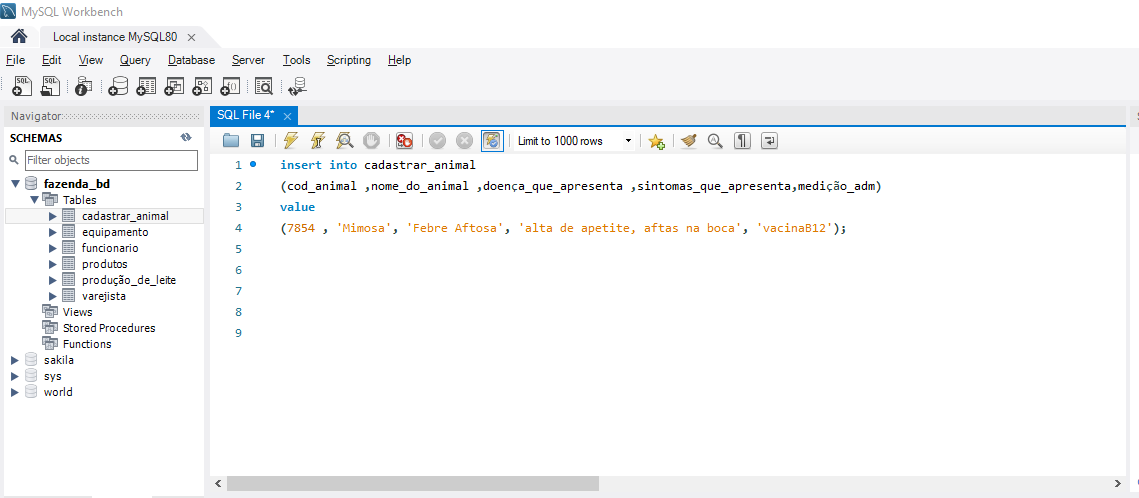 MySQL Workbench
Local instance MySQL80 ×
File Edit View Query Database Server Tools Scripting Help
Navigator
SQL File 4* ×
SCHEMAS
Filter objects
Limit to 1000 rows
fazenda_bd
Tables
cadastrar_animal
equipamento
funcionario
produtos
produção_de_leite
varejista
Views
Stored Procedures
Functions
sakila
sys
world
1 insert into cadastrar_animal
2 (cod_animal ,nome_do_animal ,doença_que_apresenta ,sintomas_que_apresenta,medição_adm)
3 value
4 (7854 , 'Mimosa', 'Febre Aftosa', 'alta de apetite, aftas na boca', 'vacinaB12');
5
6
7
8
9